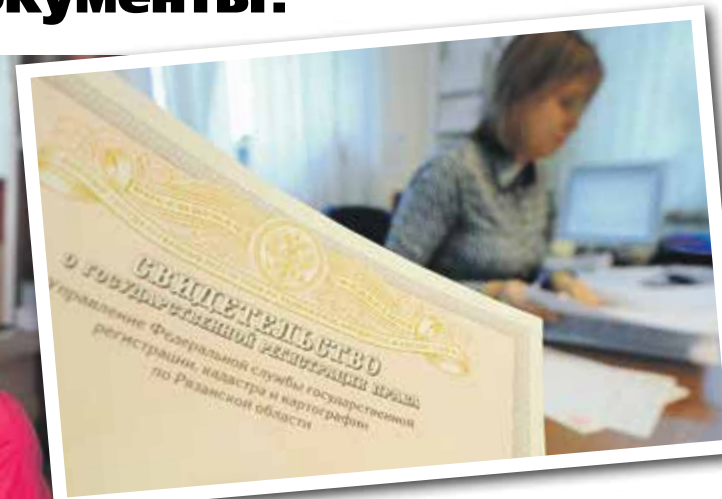 окументы.
СВИДЕТЕЛЬСТВО
О ГОСУДАРСТВЕННОЙ РЕГИСТРАЦИИ ПРАВА
Управление Федеральной службы государственной
регистрации, кадастра и картографии
по Рязанской области